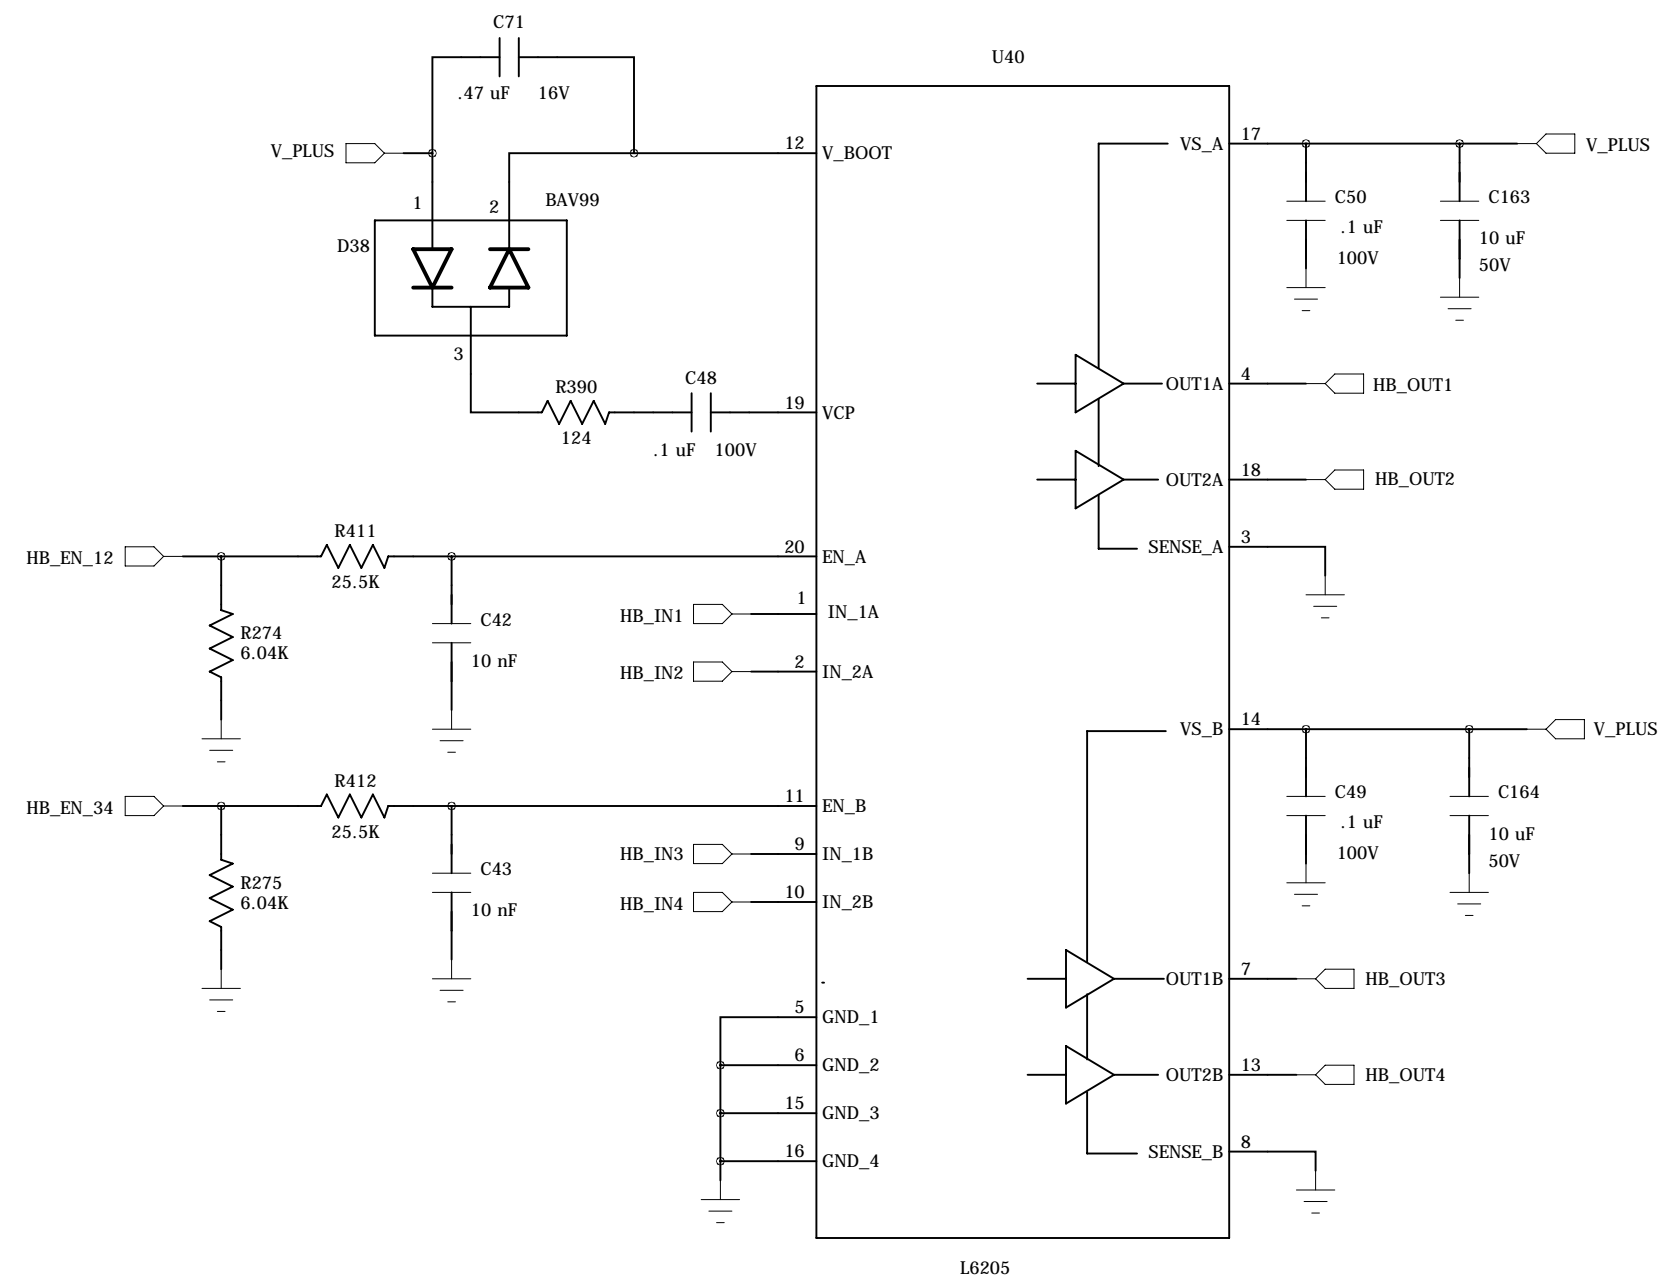 C71
.47 uF 16V
U40
V_PLUS
12 V_BOOT
1 2 BAV99
D38
3
R390
124
C48
.1 uF 100V
19 VCP
HB_EN_12
R411
25.5K
20 EN_A
R274
6.04K
C42
10 nF
HB_IN1 1 IN_1A
HB_IN2 2 IN_2A
HB_EN_34
R412
25.5K
11 EN_B
R275
6.04K
C43
10 nF
HB_IN3 9 IN_1B
HB_IN4 10 IN_2B
5 GND_1
6 GND_2
15 GND_3
16 GND_4
VS_A 17 V_PLUS
C50
.1 uF
100V
C163
10 uF
50V
OUT1A 4 HB_OUT1
OUT2A 18 HB_OUT2
SENSE_A 3
VS_B 14 V_PLUS
C49
.1 uF
100V
C164
10 uF
50V
OUT1B 7 HB_OUT3
OUT2B 13 HB_OUT4
SENSE_B 8
L6205